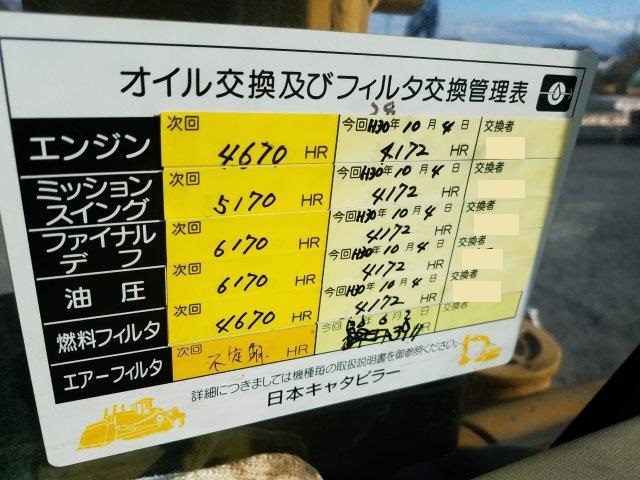 オイル交換及びフィルタ交換管理表
エンジン 次回 4670 HR 今回 H30年10月4日 4172 HR 交換者
ミッション スイング 次回 5170 HR 今回 H30年10月4日 4172 HR 交換者
ファイナル デフ 次回 6170 HR 今回 H30年10月4日 4172 HR 交換者
油圧 次回 6170 HR 今回 H30年10月4日 4172 HR 交換者
燃料フィルタ 次回 4670 HR 今回 H30年10月4日 4172 HR 交換者
エアーフィルタ 次回 HR 今回 年 交換者
詳細につきましては機種毎の取扱説明書を御参照ください。
日本キャタピラー